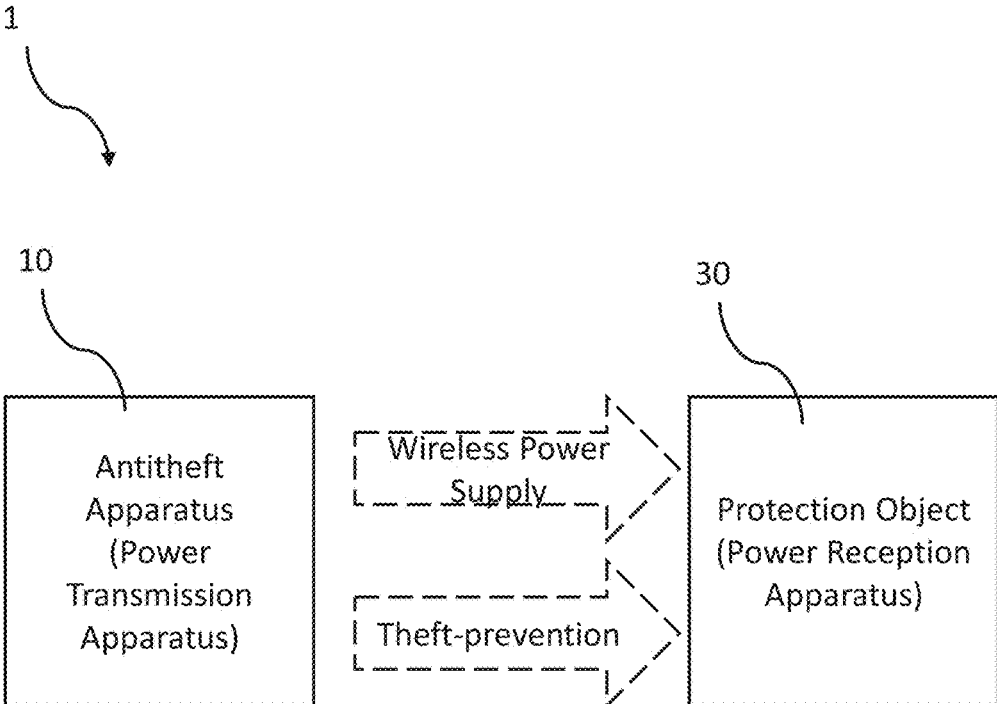 1
10
30
Antitheft
Apparatus
(Power
Transmission
Apparatus)
Wireless Power
Supply
Theft-prevention
Protection Object
(Power Reception
Apparatus)